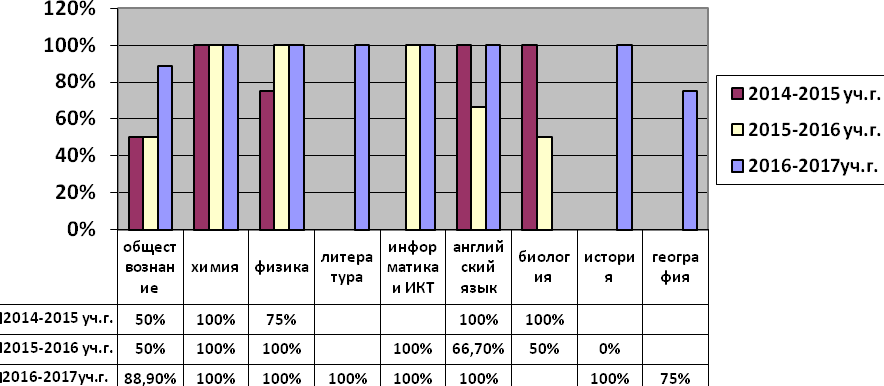 120%
100%
80%
60%
40%
20%
0%
2014-2015 уч.г.
2015-2016 уч.г.
2016-2017уч.г.
общест
вознан
ие
химия
физика
литера
тура
инфор
матика
и ИКТ
англий
ский
язык
биолог
ия
истори
я
геогра
фия
2014-2015 уч.г. 50% 100% 75% 100% 100%
2015-2016 уч.г. 50% 100% 100% 100% 66,70% 50% 0%
2016-2017уч.г. 88,90% 100% 100% 100% 100% 100% 100% 75%